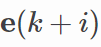 e(k + i)